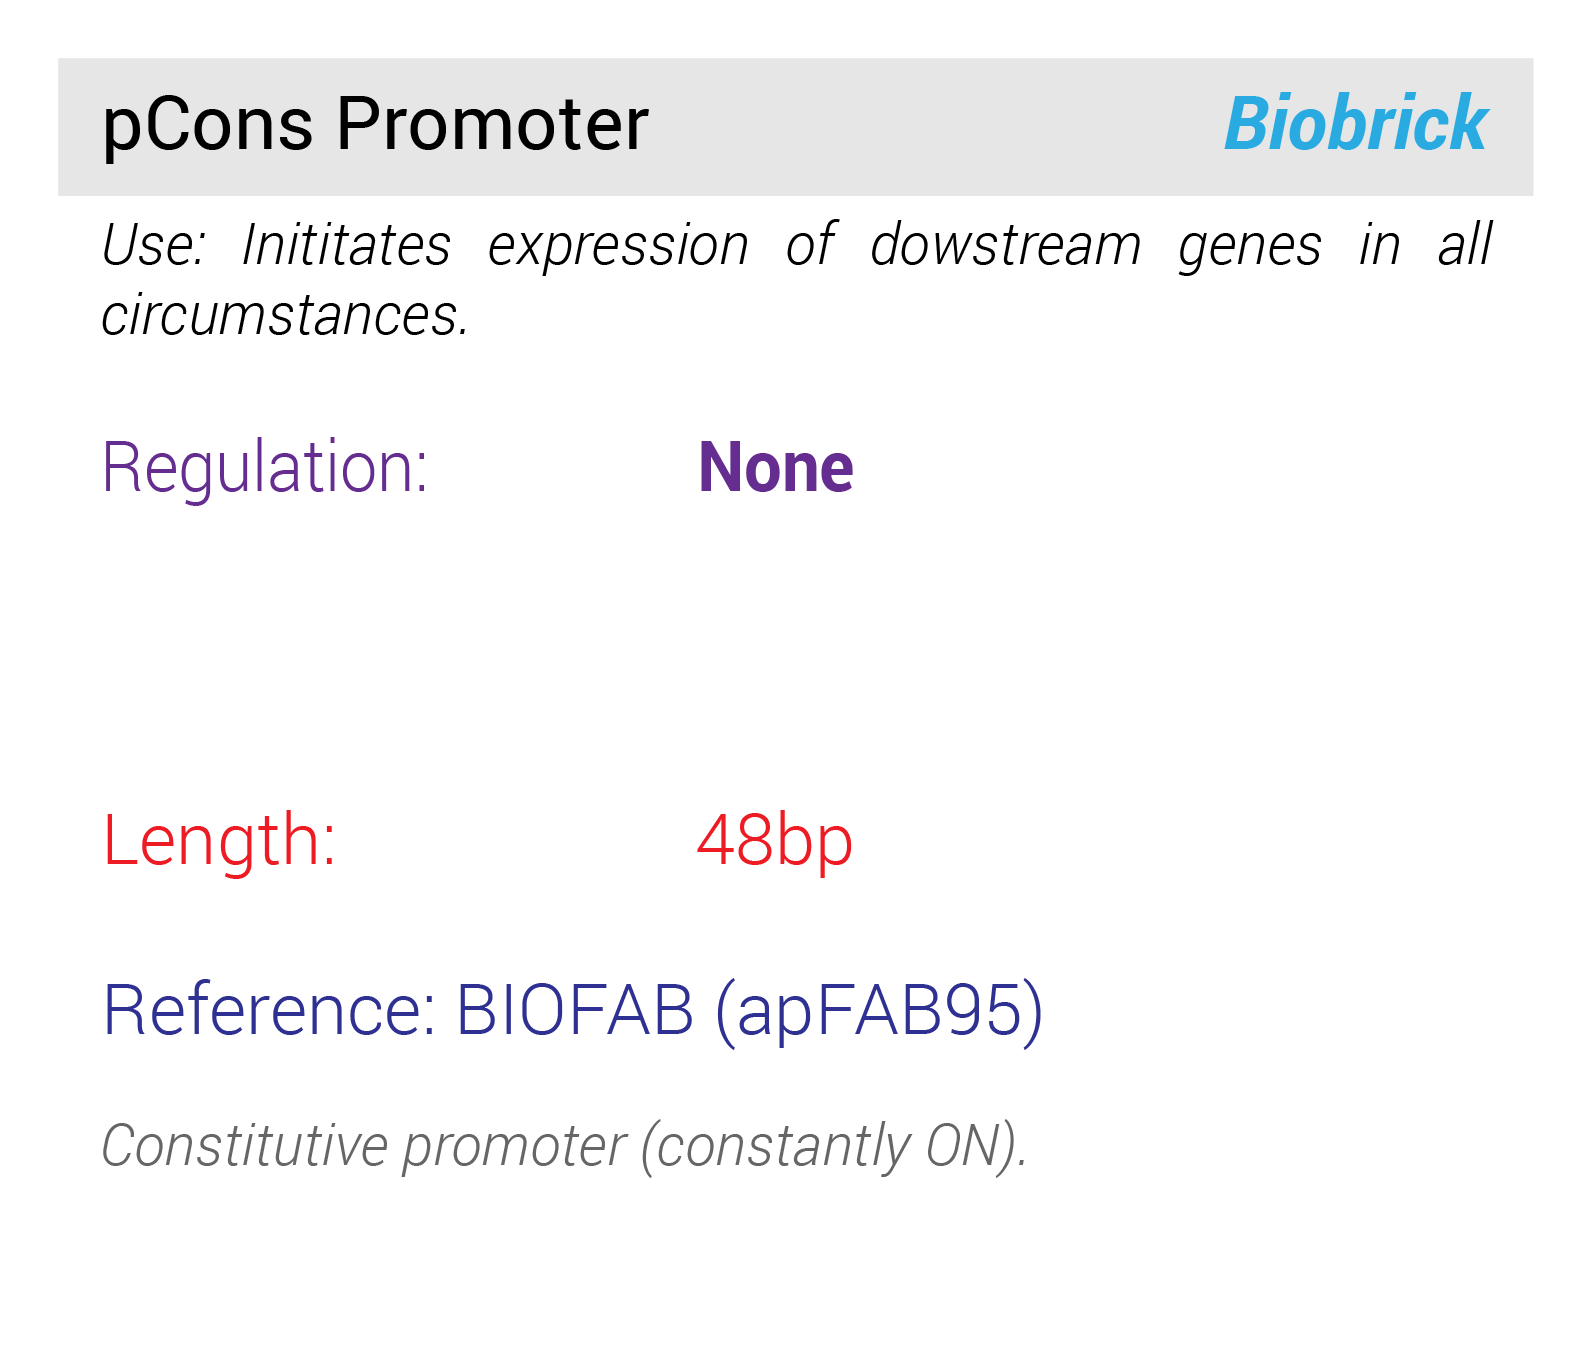 pCons Promoter Biobrick
Use: Inititates expression of dowstream genes in all
circumstances.
Regulation: None
Length: 48bp
Reference: BIOFAB (apFAB95)
Constitutive promoter (constantly ON).